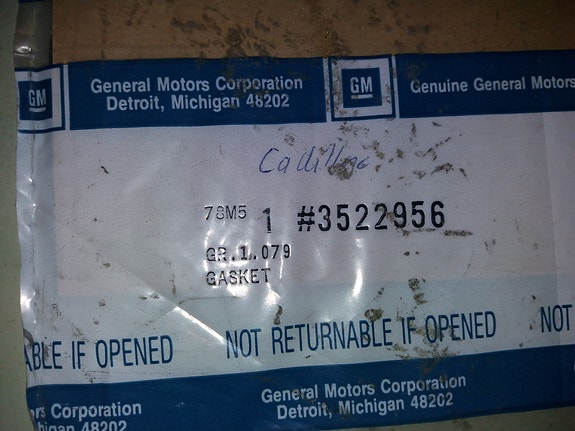 GM
General Motors Corporation
Detroit, Michigan 48202
GM
Genuine General Motors
Cadillac
78M5 1 #3522956
GR.1.079
GASKET
ABLE IF OPENED
NOT RETURNABLE IF OPENED
NOT
ors Corporation
higan 48202
General Motors Corporation
Detroit, Michigan 48202